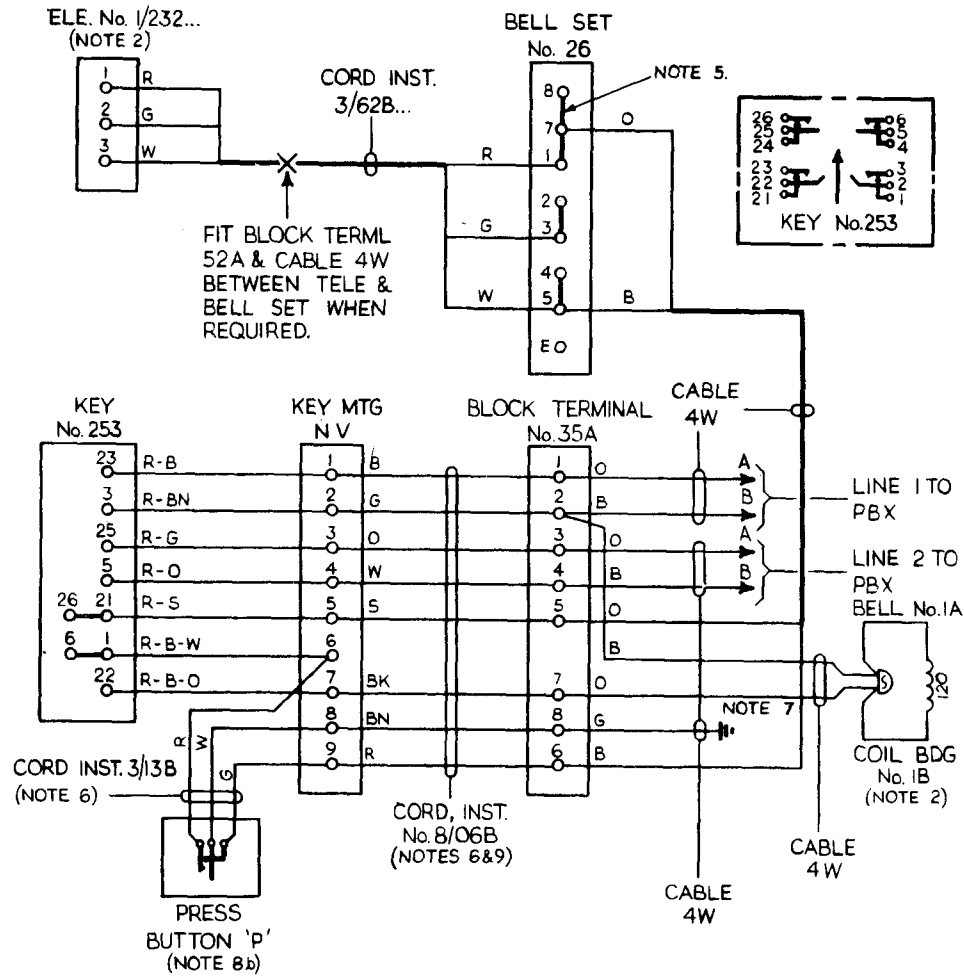 ELE. No. 1/232...
(NOTE 2)
1 R
2 G
3 W
CORD INST.
3/62B...
BELL SET
No. 26
NOTE 5.
8
7 O
R 1
2
G 3
4
W 5 B
E
26 6
25 5
24 4
23 3
22 2
21 1
KEY No.253
FIT BLOCK TERML
52A & CABLE 4W
BETWEEN TELE &
BELL SET WHEN
REQUIRED.
KEY
No. 253
KEY MTG
N V
BLOCK TERMINAL
No. 35A
CABLE
4W
23 R-B 1 B 1 O A
3 R-BN 2 G 2 B B
LINE 1 TO
PBX
25 R-G 3 O 3 O A
5 R-O 4 W 4 B B
LINE 2 TO
PBX
26 21 R-S 5 S 5 O
6 1 R-B-W 6 B
22 R-B-O 7 BK 7 O
8 BN 8 G
9 R 6 B
BELL No.1A
S
120
NOTE 7
COIL BDG
No. 1B
(NOTE 2)
R W G
CORD INST. 3/13B
(NOTE 6)
CORD, INST.
No. 8/06B
(NOTES 6&9)
CABLE
4W
CABLE
4W
PRESS
BUTTON 'P'
(NOTE 8b)